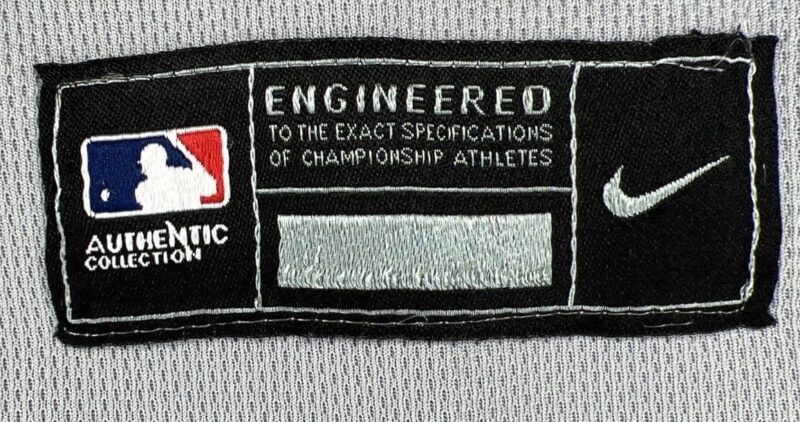 AUTHENTIC
COLLECTION
ENGINEERED
TO THE EXACT SPECIFICATIONS
OF CHAMPIONSHIP ATHLETES